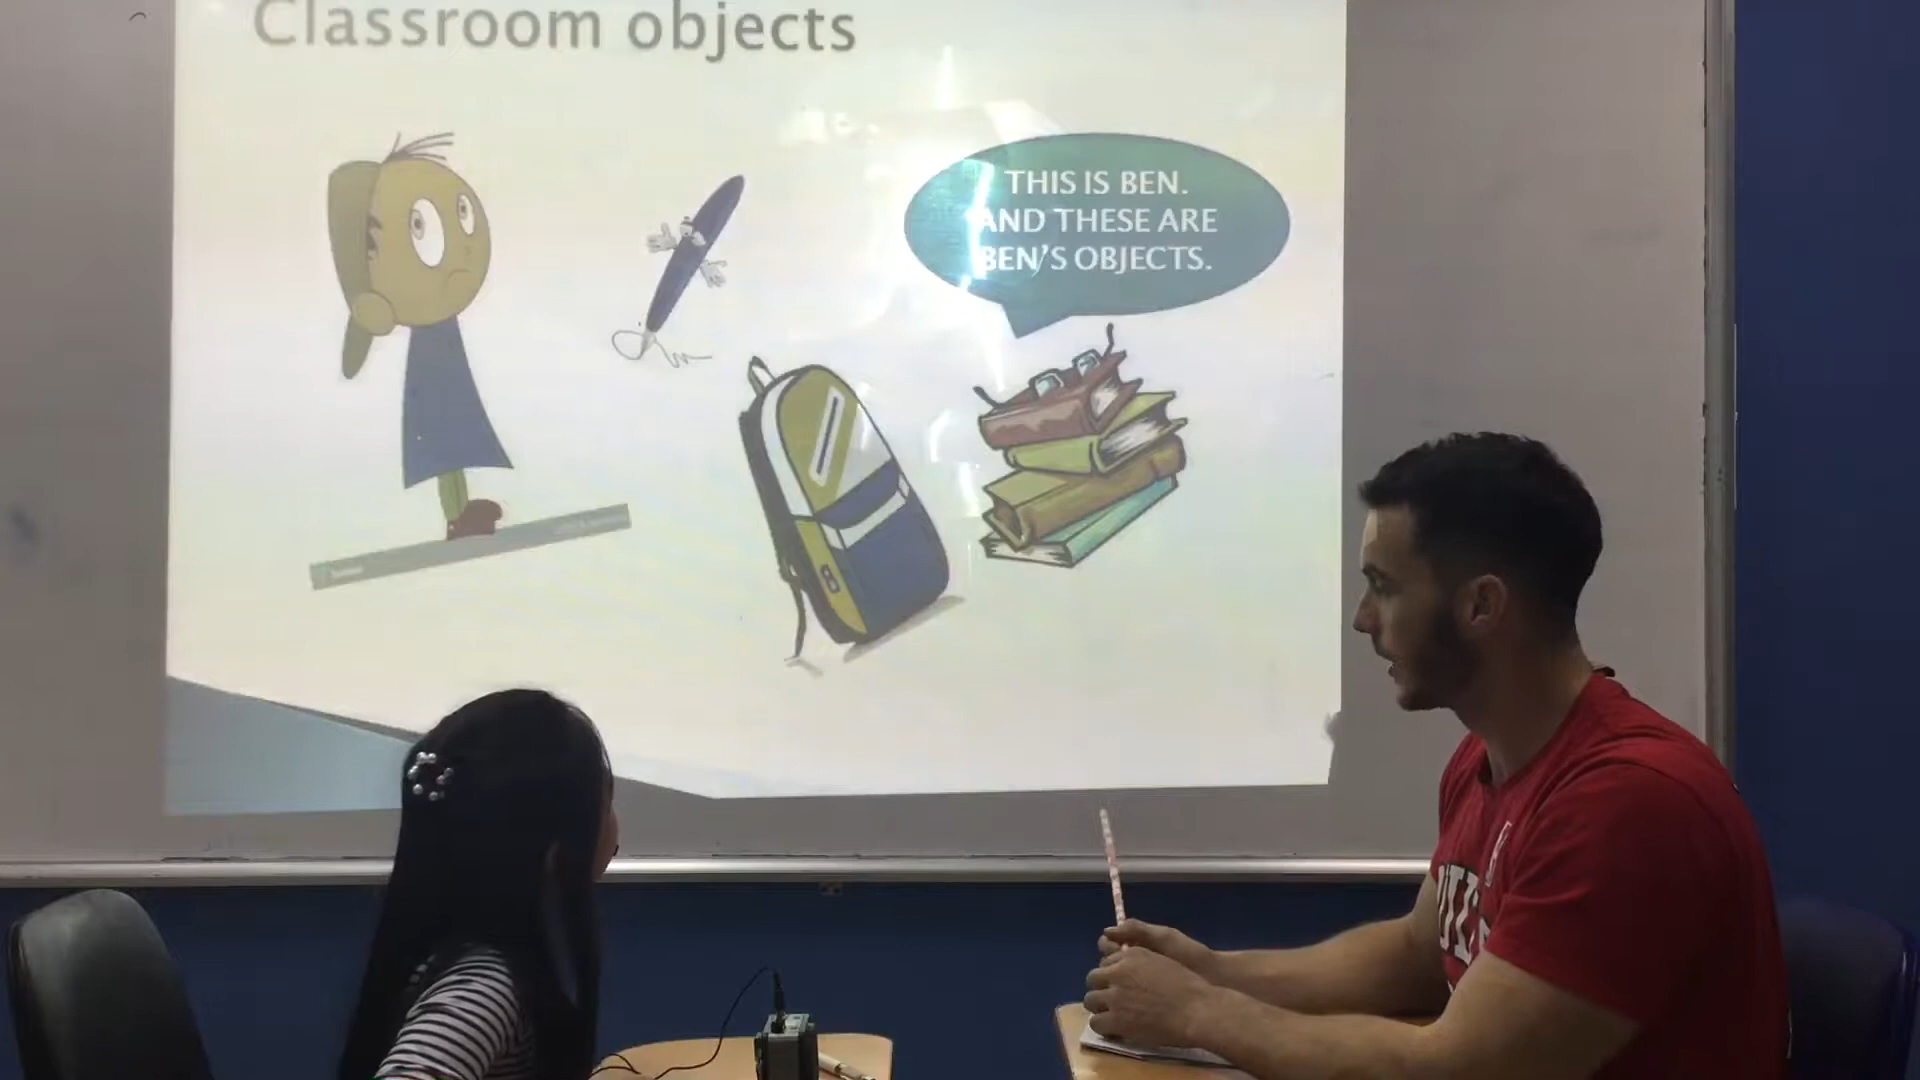 Classroom objects
THIS IS BEN.
AND THESE ARE
BEN'S OBJECTS.